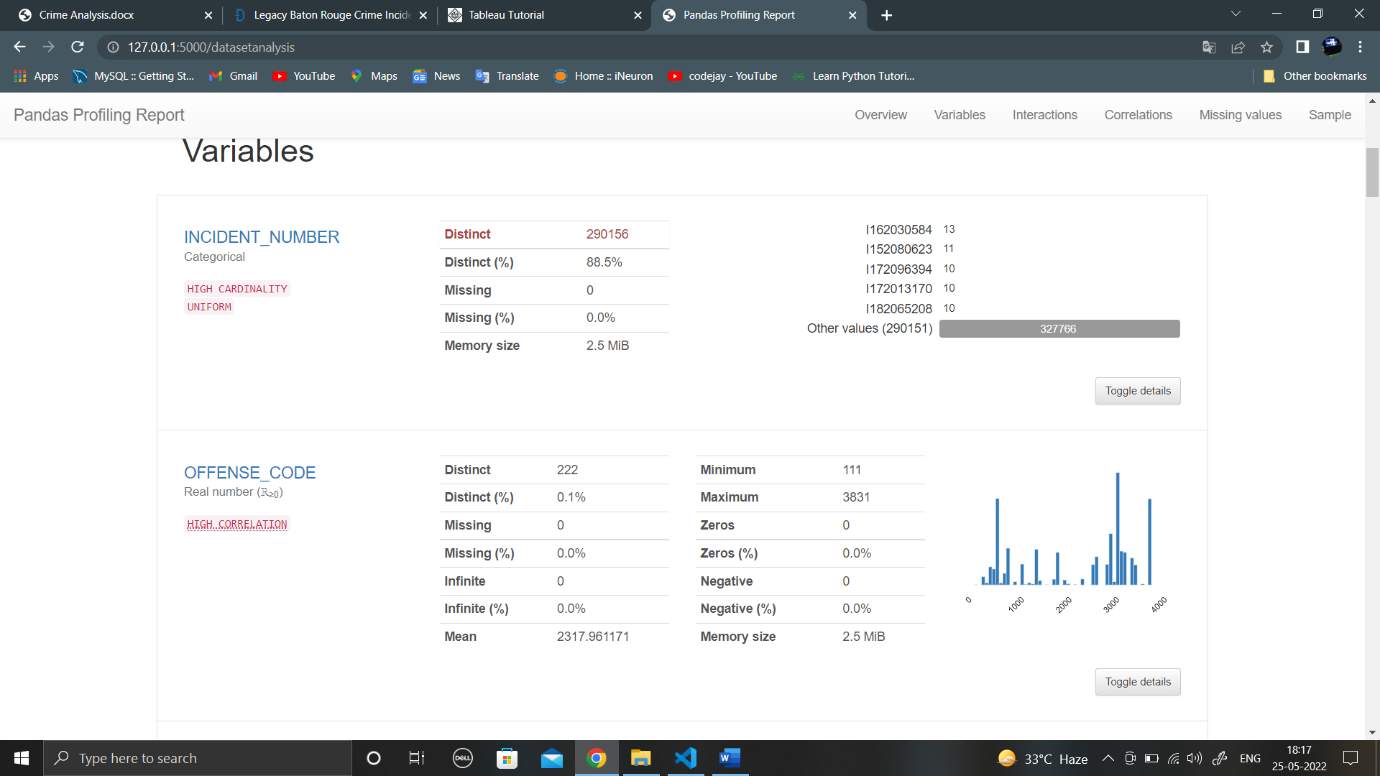 Crime Analysis.docx
Legacy Baton Rouge Crime Incide
Tableau Tutorial
Pandas Profiling Report
127.0.0.1:5000/datasetanalysis
Apps MySQL :: Getting St... Gmail YouTube Maps News Translate Home :: iNeuron codejay - YouTube Learn Python Tutori... Other bookmarks
Pandas Profiling Report Overview Variables Interactions Correlations Missing values Sample
Variables
INCIDENT_NUMBER
Categorical
HIGH CARDINALITY
UNIFORM
Distinct 290156
Distinct (%) 88.5%
Missing 0
Missing (%) 0.0%
Memory size 2.5 MiB
I162030584 13
I152080623 11
I172096394 10
I172013170 10
I182065208 10
Other values (290151) 327766
Toggle details
OFFENSE_CODE
Real number (ℝ≥0)
HIGH CORRELATION
Distinct 222
Distinct (%) 0.1%
Missing 0
Missing (%) 0.0%
Infinite 0
Infinite (%) 0.0%
Mean 2317.961171
Minimum 111
Maximum 3831
Zeros 0
Zeros (%) 0.0%
Negative 0
Negative (%) 0.0%
Memory size 2.5 MiB
0 1000 2000 3000 4000
Toggle details
Type here to search
DELL
33°C Haze
ENG
18:17
25-05-2022